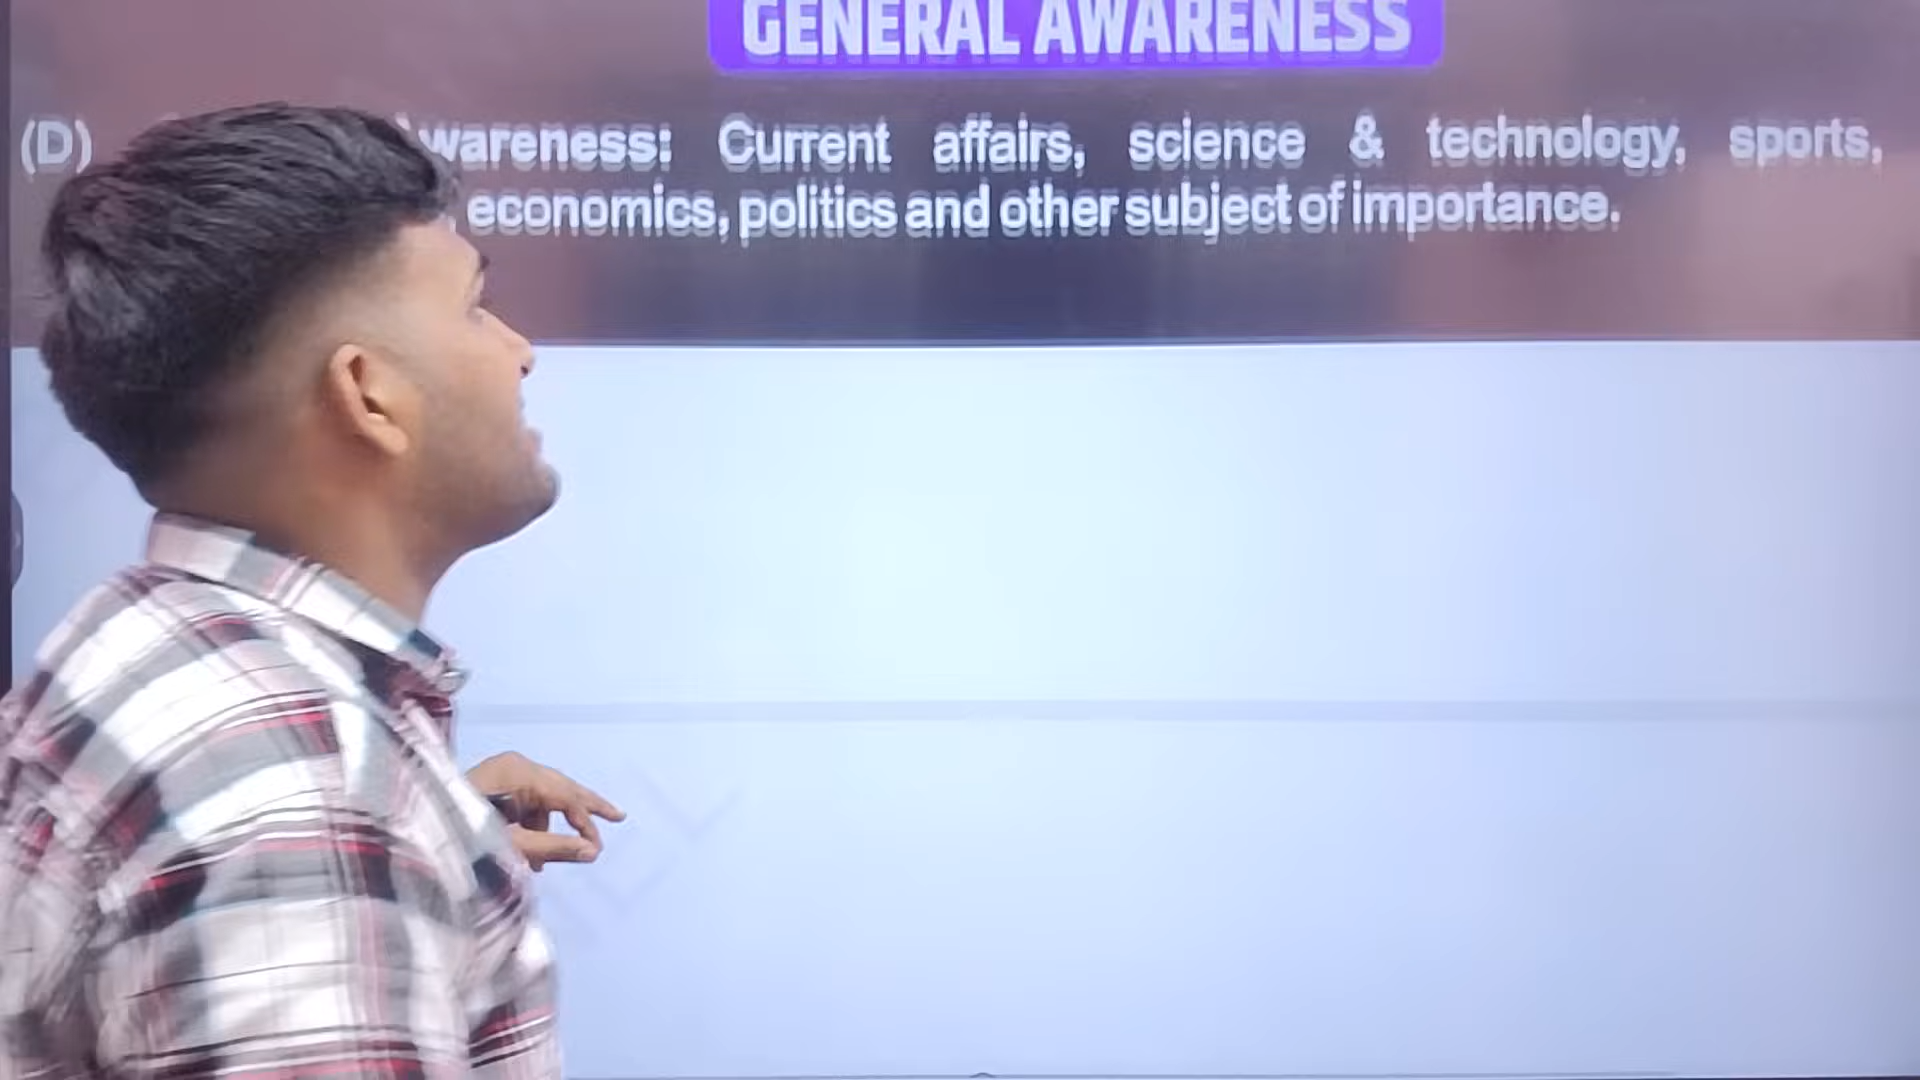 GENERAL AWARENESS
(D) wareness: Current affairs, science & technology, sports,
, economics, politics and other subject of importance.